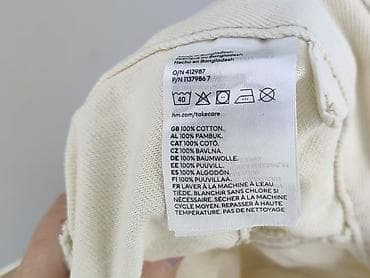 Hecho en Bangladesh
O/N 412987
P/N 1137986 7
40
hm.com/takecare
GB 100% COTTON.
AL 100% PAMBUK.
CAT 100% COTÓ.
CZ 100% BAVLNA.
DE 100% BAUMWOLLE.
EE 100% PUUVILL.
ES 100% ALGODÓN.
FI 100% PUUVILLAA.
FR LAVER À LA MACHINE À L'EAU
TIÈDE. BLANCHIR SANS CHLORE SI
NÉCESSAIRE. SÉCHER À LA MACHINE
CYCLE MOYEN. REPASSER À HAUTE
TEMPÉRATURE. PAS DE NETTOYAGE